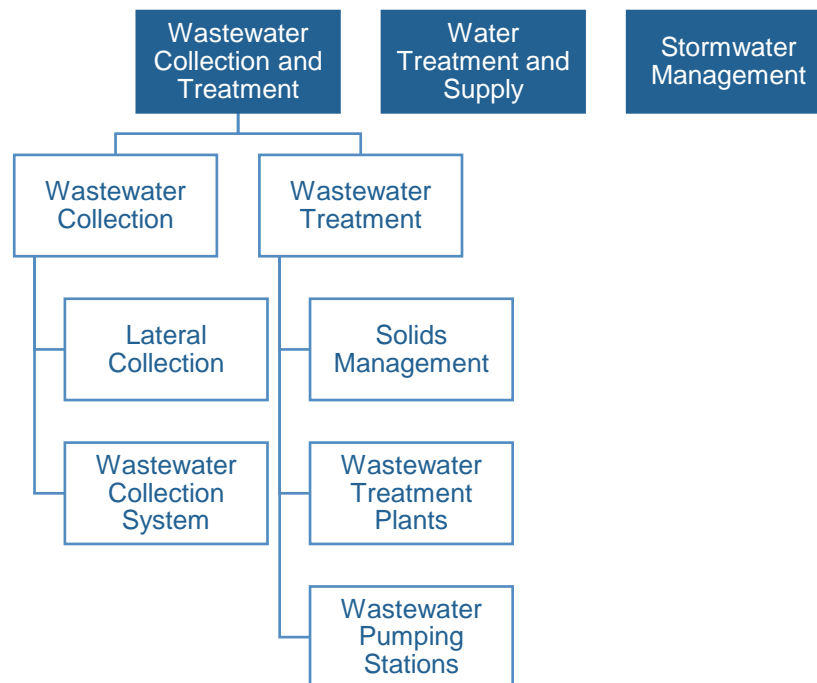 Wastewater
Collection and
Treatment
Water
Treatment and
Supply
Stormwater
Management
Wastewater
Collection
Wastewater
Treatment
Lateral
Collection
Solids
Management
Wastewater
Collection
System
Wastewater
Treatment
Plants
Wastewater
Pumping
Stations